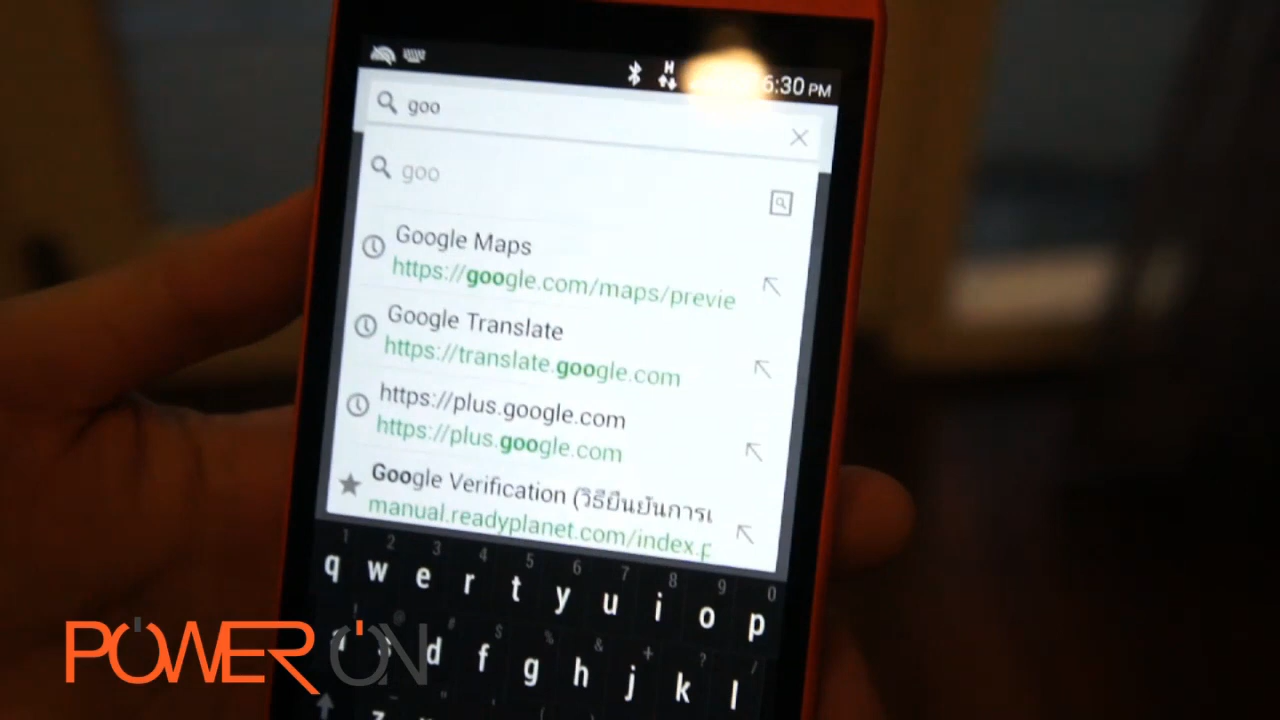 H
6:30 PM
goo
goo
Google Maps
https://google.com/maps/previe
Google Translate
https://translate.google.com
https://plus.google.com
https://plus.google.com
Google Verification (วิธียืนยันการเ
manual.readyplanet.com/index.p
1 2 3 4 5 6 7 8 9 0
q w e r t y u i o p
! @ # $ % & + ? /
a s d f g h j k l
z
POWER ON